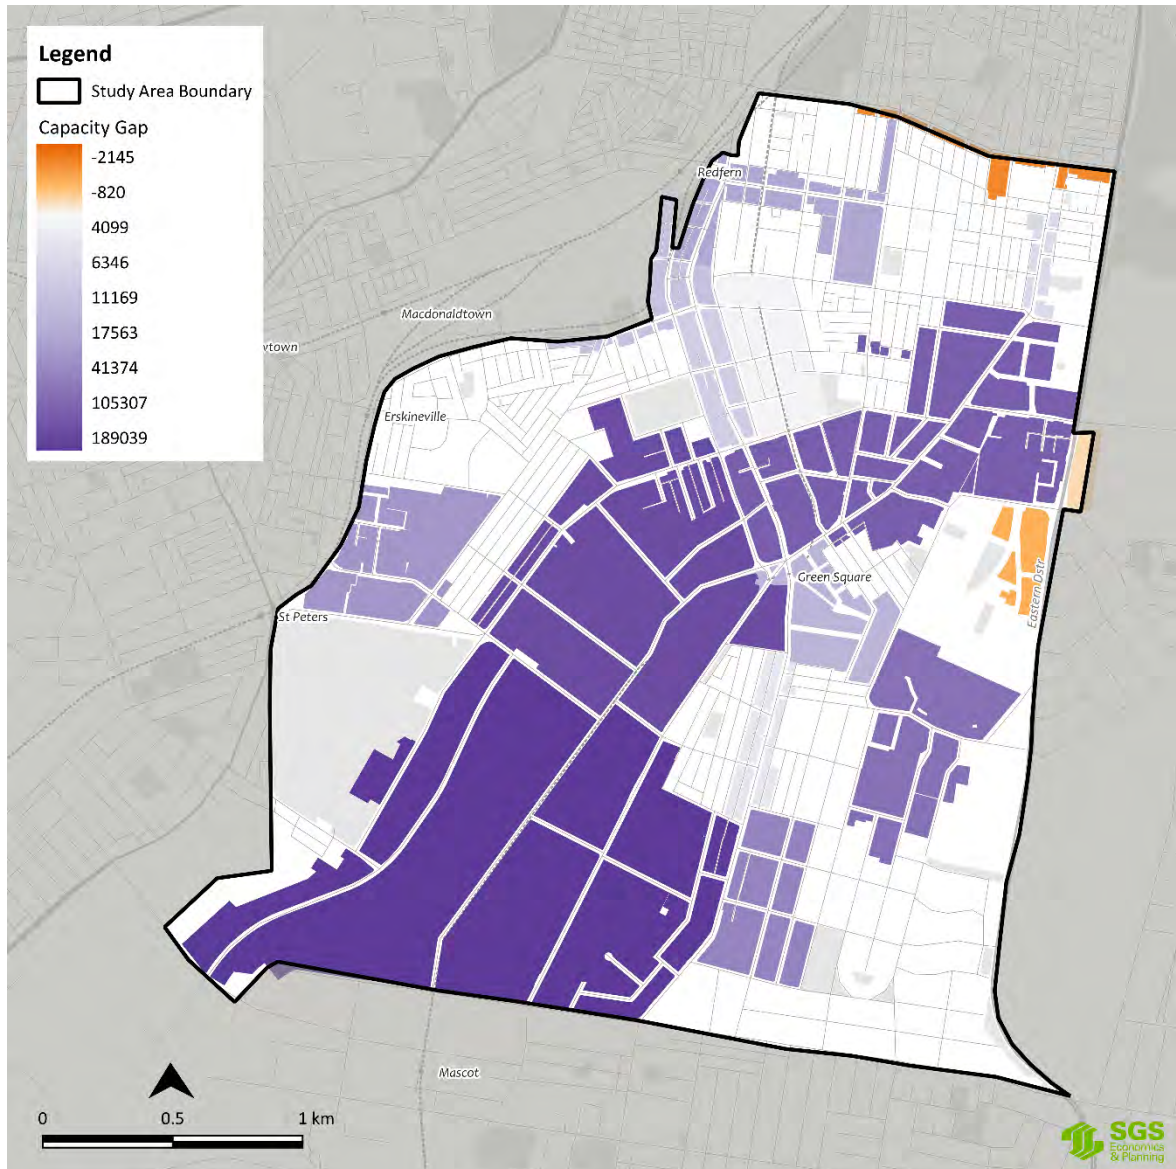 Legend
Study Area Boundary
Capacity Gap
-2145
-820
4099
6346
11169
17563
41374
105307
189039
Redfern
Macdonaldtown
wtown
Erskineville
Green Square
Eastern Dstr
St Peters
Mascot
0 0.5 1 km
SGS
Economics
& Planning